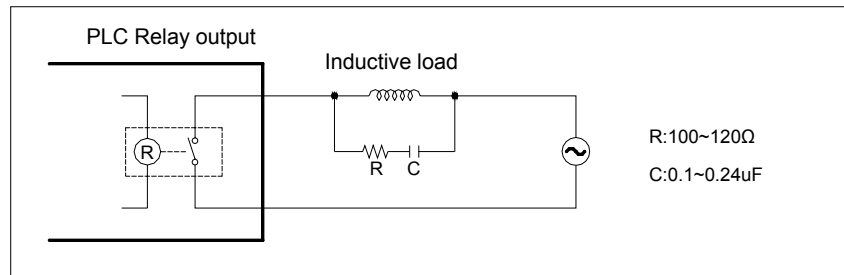 PLC Relay output
Inductive load
R
R C
R:100~120Ω
C:0.1~0.24uF